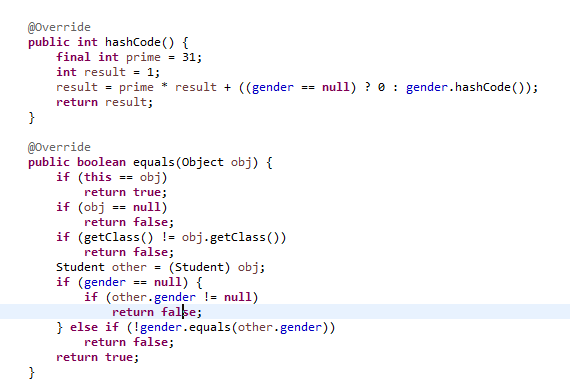 @Override
public int hashCode() {
    final int prime = 31;
    int result = 1;
    result = prime * result + ((gender == null) ? 0 : gender.hashCode());
    return result;
}
@Override
public boolean equals(Object obj) {
    if (this == obj)
        return true;
    if (obj == null)
        return false;
    if (getClass() != obj.getClass())
        return false;
    Student other = (Student) obj;
    if (gender == null) {
        if (other.gender != null)
            return false;
    } else if (!gender.equals(other.gender))
        return false;
    return true;
}